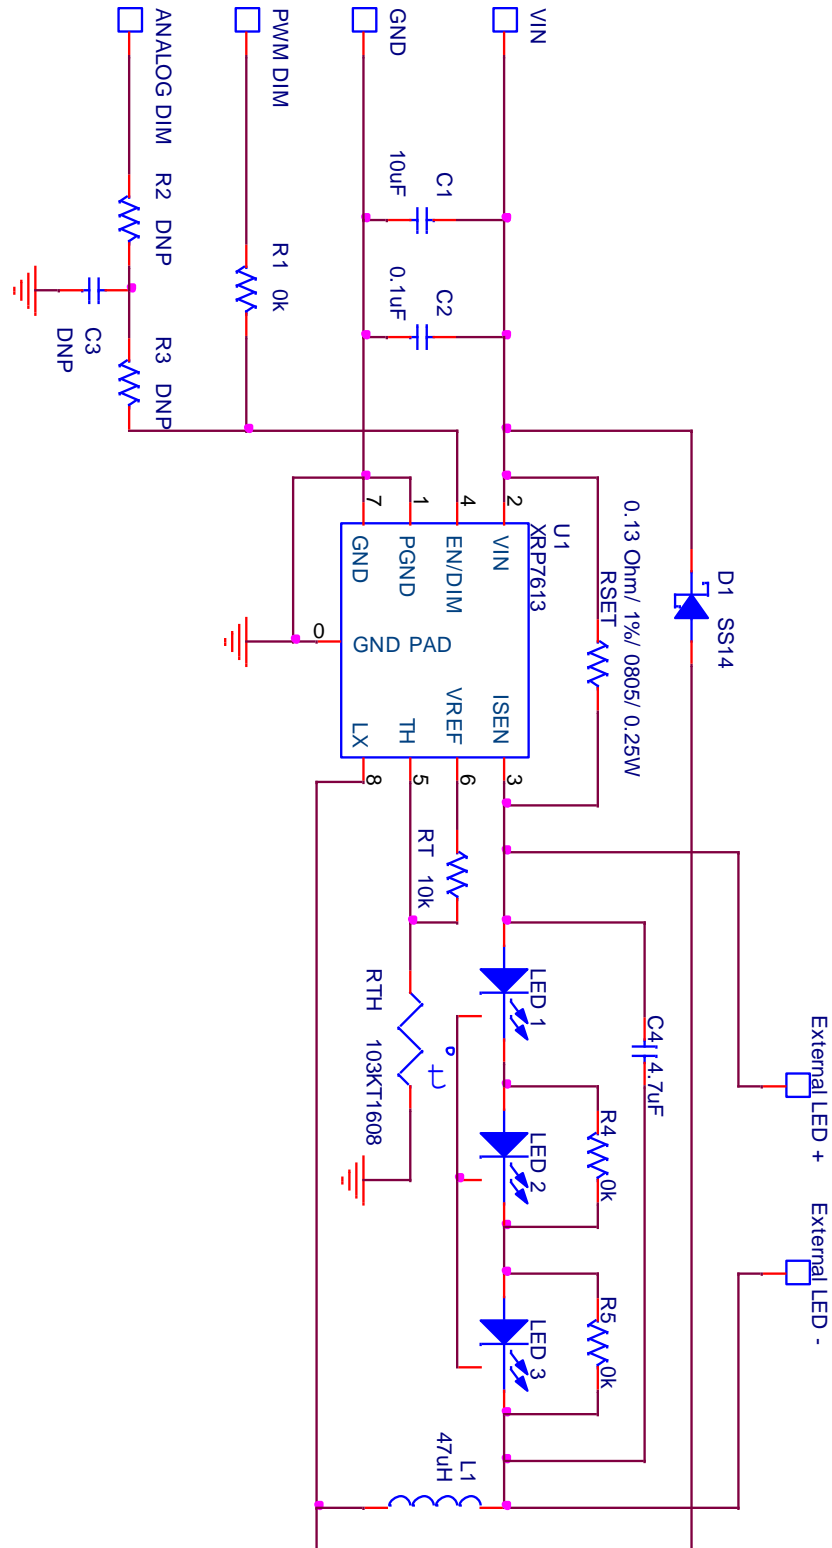 VIN
GND
PWM DIM
ANALOG DIM
C1
10uF
C2
0.1uF
R1 0k
R2 DNP
C3
DNP
R3 DNP
D1 SS14
0.13 Ohm/ 1%/ 0805/ 0.25W
RSET
U1
XRP7613
2
4
1
7
VIN
EN/DIM
PGND
GND
0
GND PAD
ISEN
VREF
TH
LX
3
6
5
8
RT 10k
RTH 103KT1608
t
°
LED 1
LED 2
LED 3
C4
4.7uF
R4
0k
R5
0k
L1
47uH
External LED +
External LED -